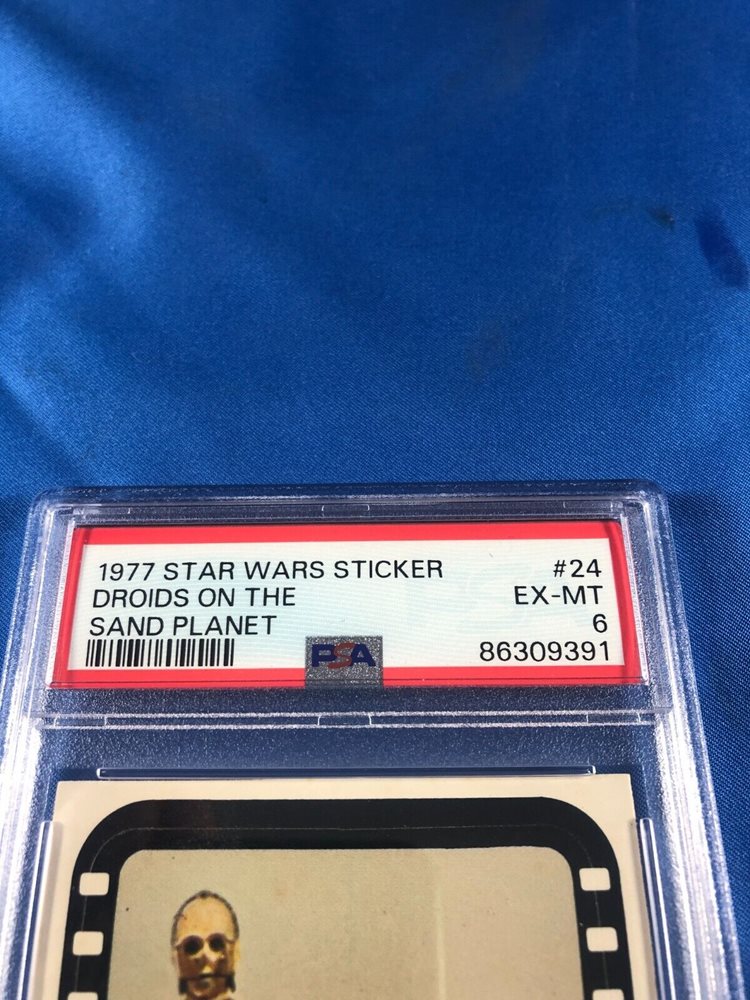 1977 STAR WARS STICKER #24
DROIDS ON THE EX-MT
SAND PLANET 6
PSA 86309391